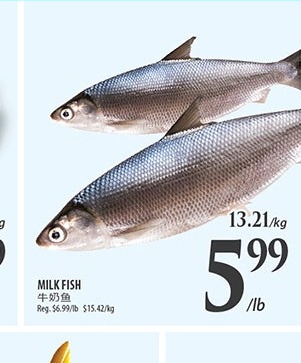 13.21/kg
5.99
/lb
MILK FISH
牛奶鱼
Reg. $6.99/lb $15.42/kg